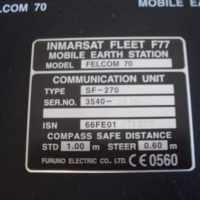 LCOM 70
MOBILE EA
INMARSAT FLEET F77
MOBILE EARTH STATION
MODEL FELCOM 70
COMMUNICATION UNIT
TYPE SF-270
SER.NO. 3540-
ISN 66FE01
COMPASS SAFE DISTANCE
STD 1.00 m STEER 0.60 m
FURUNO ELECTRIC CO., LTD. CE 0560